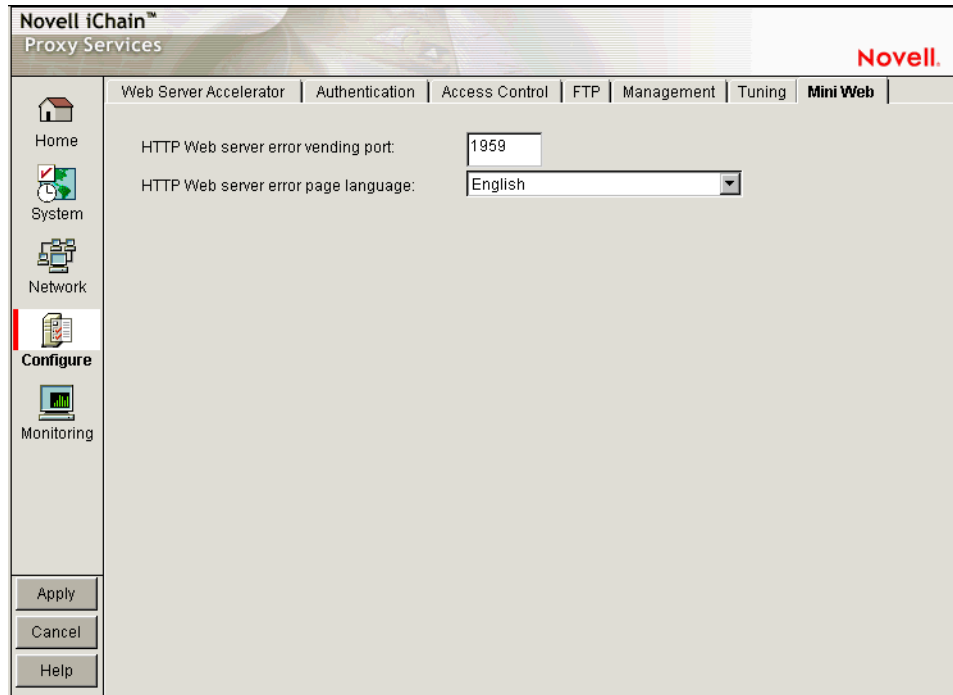 Novell iChain™
Proxy Services
Novell.
Web Server Accelerator
Authentication
Access Control
FTP
Management
Tuning
Mini Web
Home
System
Network
Configure
Monitoring
HTTP Web server error vending port:
1959
HTTP Web server error page language:
English
Apply
Cancel
Help